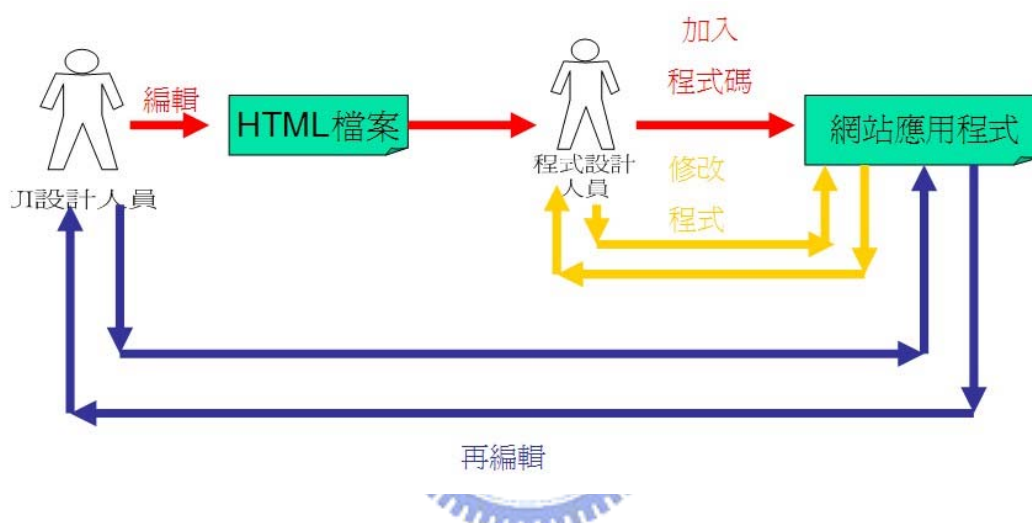 加入
程式碼
編輯
HTML檔案
網站應用程式
程式設計
人員
修改
程式
UI設計人員
再編輯